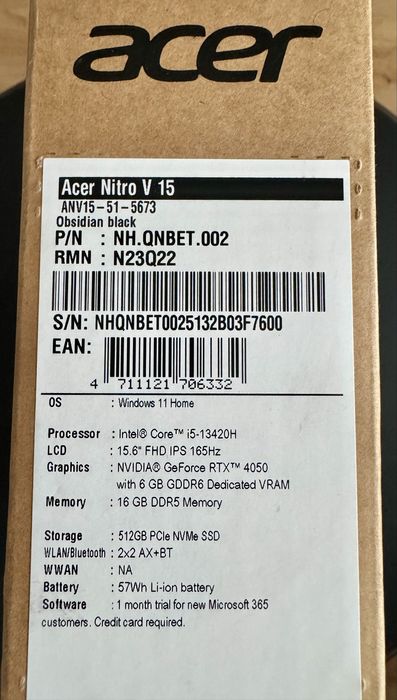 acer
Acer Nitro V 15
ANV15-51-5673
Obsidian black
P/N : NH.QNBET.002
RMN : N23Q22
S/N: NHQNBET0025132B03F7600
EAN:
4 711121 706332
OS : Windows 11 Home
Processor : Intel® Core™ i5-13420H
LCD : 15.6" FHD IPS 165Hz
Graphics : NVIDIA® GeForce RTX™ 4050
with 6 GB GDDR6 Dedicated VRAM
Memory : 16 GB DDR5 Memory
Storage : 512GB PCIe NVMe SSD
WLAN/Bluetooth : 2x2 AX+BT
WWAN : NA
Battery : 57Wh Li-ion battery
Software : 1 month trial for new Microsoft 365
customers. Credit card required.